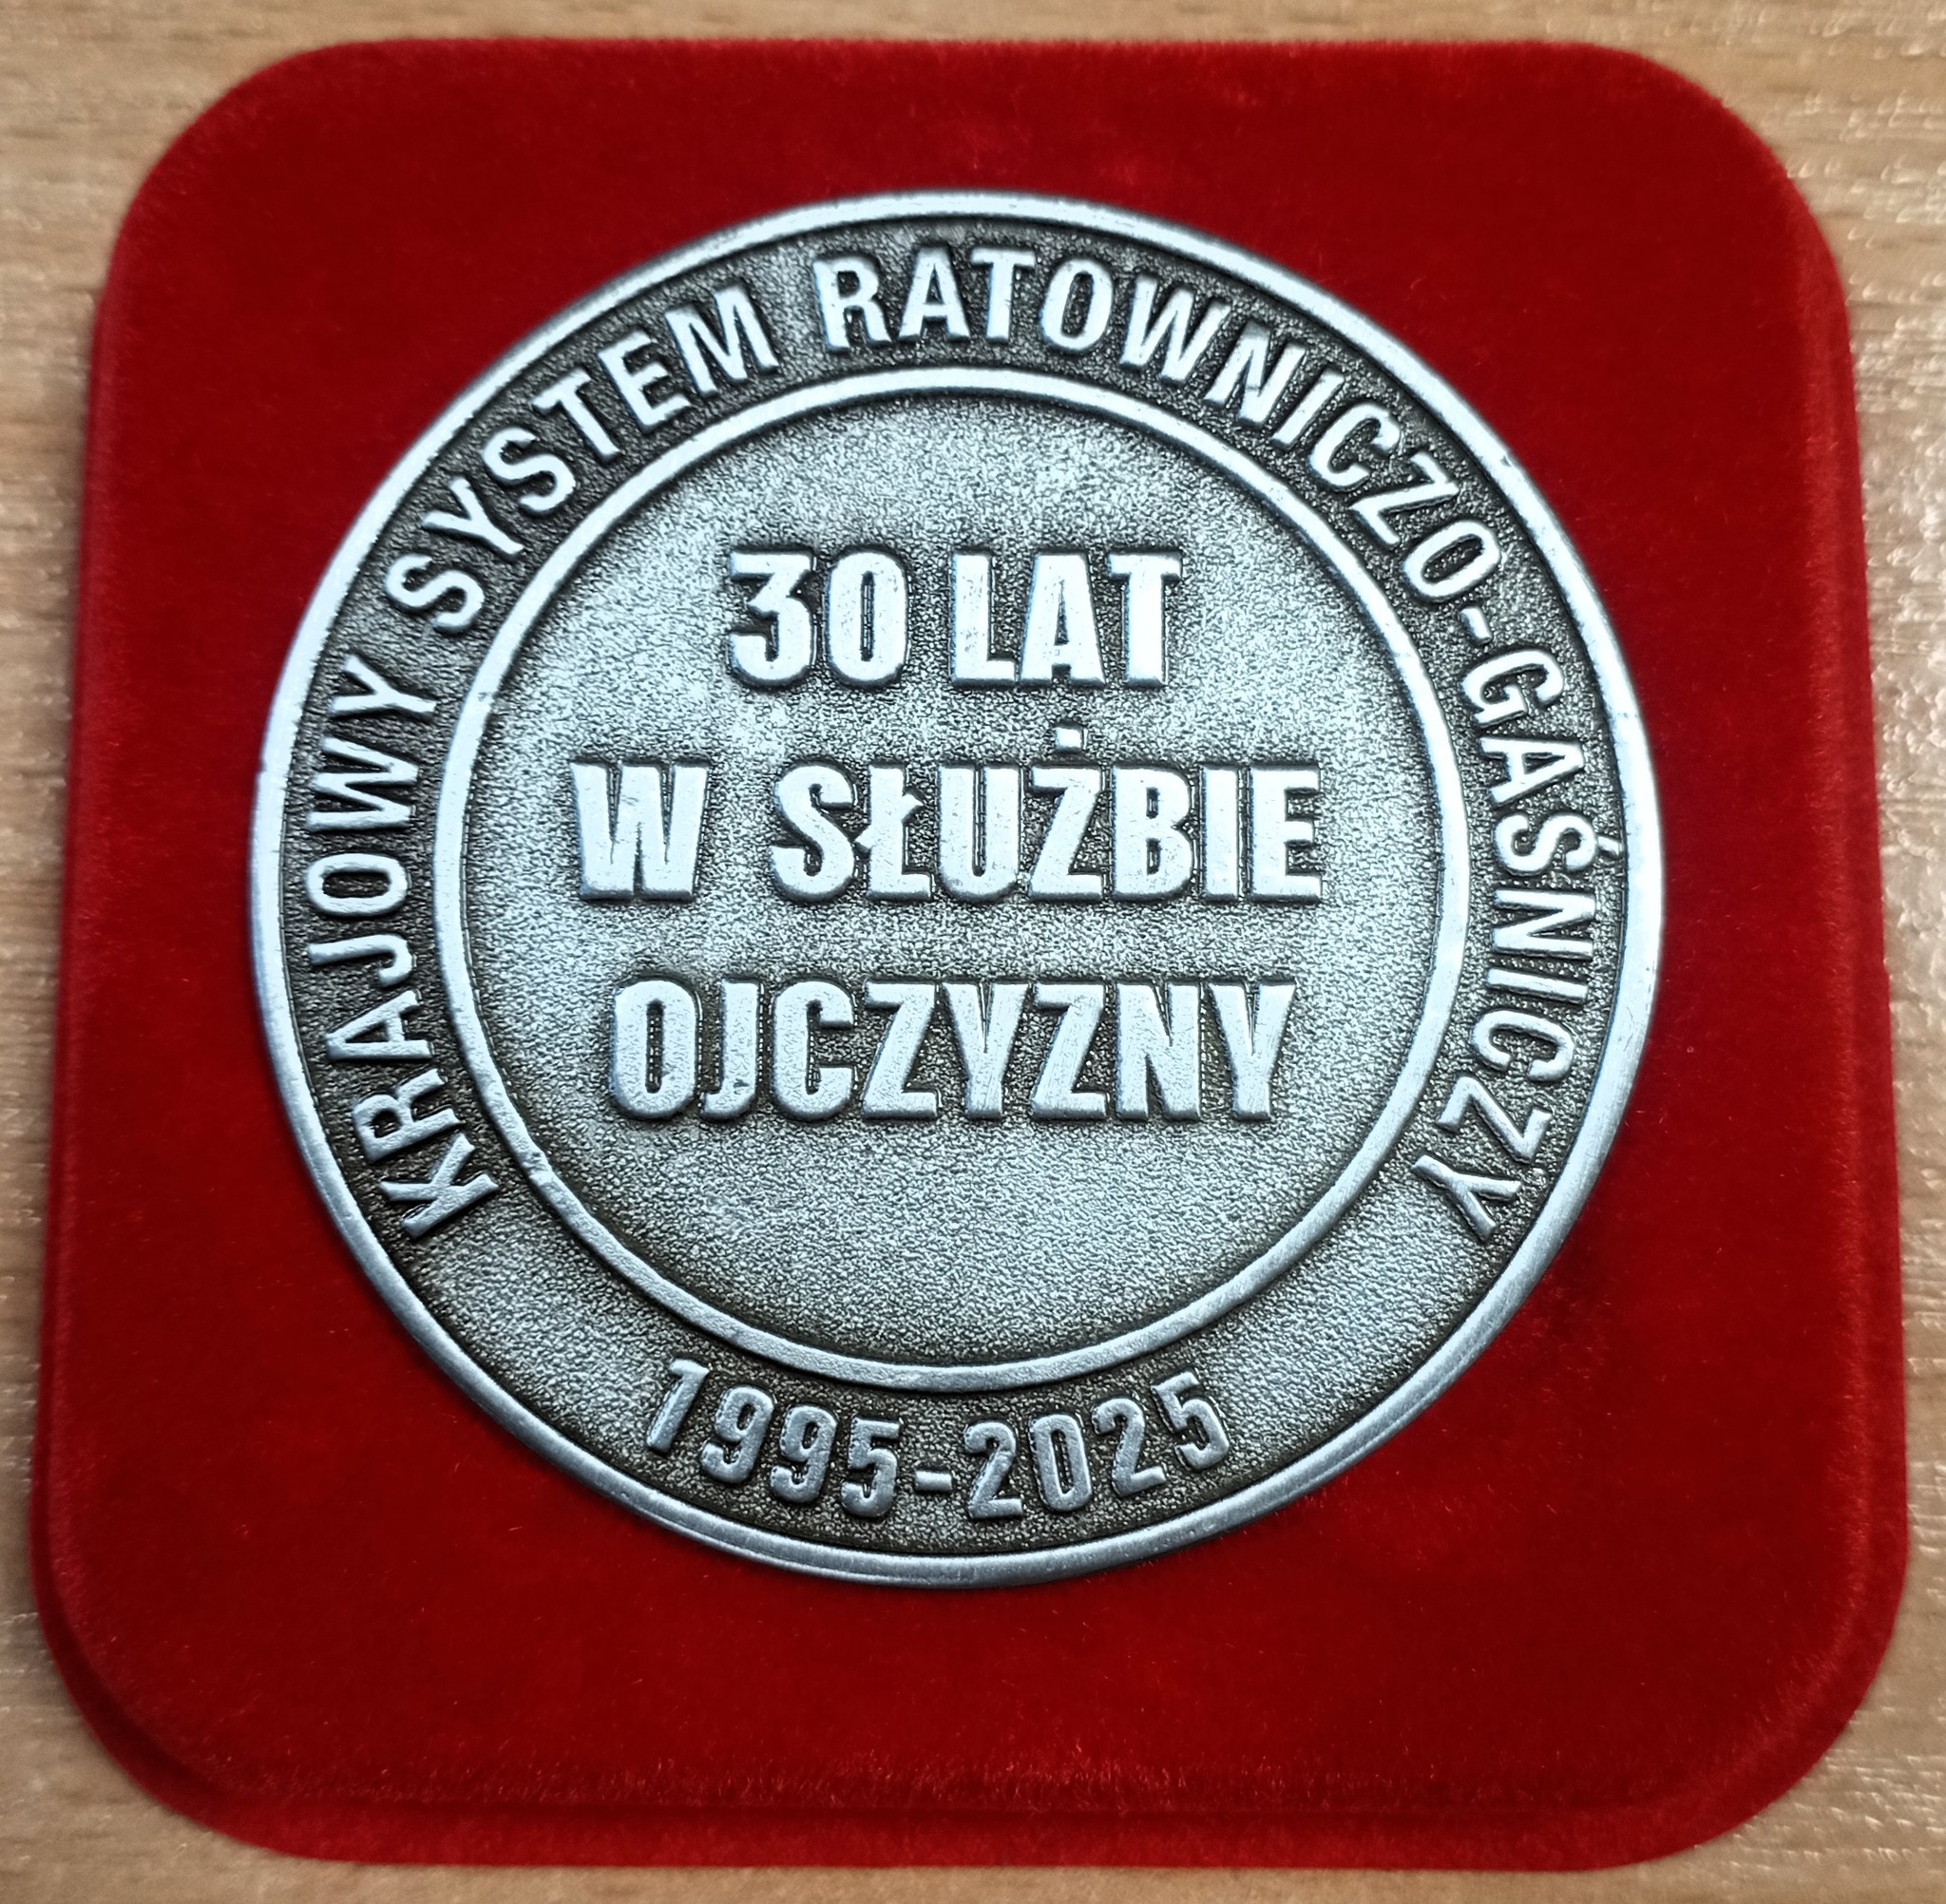 KRAJOWY SYSTEM RATOWNICZO-GAŚNICZY
30 LAT
W SŁUŻBIE
OJCZYZNY
1995-2025